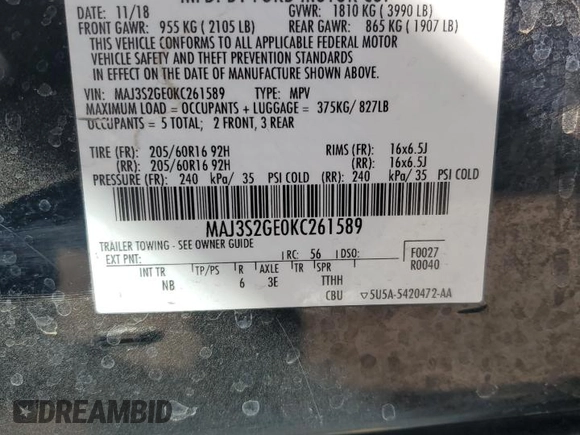 MFD. BY FORD MOTOR CO.
DATE: 11/18 GVWR: 1810 KG ( 3990 LB)
FRONT GAWR: 955 KG ( 2105 LB) REAR GAWR: 865 KG ( 1907 LB)
THIS VEHICLE CONFORMS TO ALL APPLICABLE FEDERAL MOTOR
VEHICLE SAFETY AND THEFT PREVENTION STANDARDS
IN EFFECT ON THE DATE OF MANUFACTURE SHOWN ABOVE.
VIN: MAJ3S2GE0KC261589 TYPE: MPV
MAXIMUM LOAD = OCCUPANTS + LUGGAGE = 375KG/ 827LB
OCCUPANTS = 5 TOTAL; 2 FRONT, 3 REAR
TIRE (FR): 205/60R16 92H RIMS (FR): 16x6.5J
(RR): 205/60R16 92H (RR): 16x6.5J
PRESSURE (FR): 240 kPa/ 35 PSI COLD (RR): 240 kPa/ 35 PSI COLD
MAJ3S2GE0KC261589
TRAILER TOWING - SEE OWNER GUIDE
EXT PNT: RC: 56 DSO: F0027
R0040
INT TR TP/PS R AXLE TR SPR
NB 6 3E TTHH
CBU ▽5U5A-5420472-AA
DREAMBID